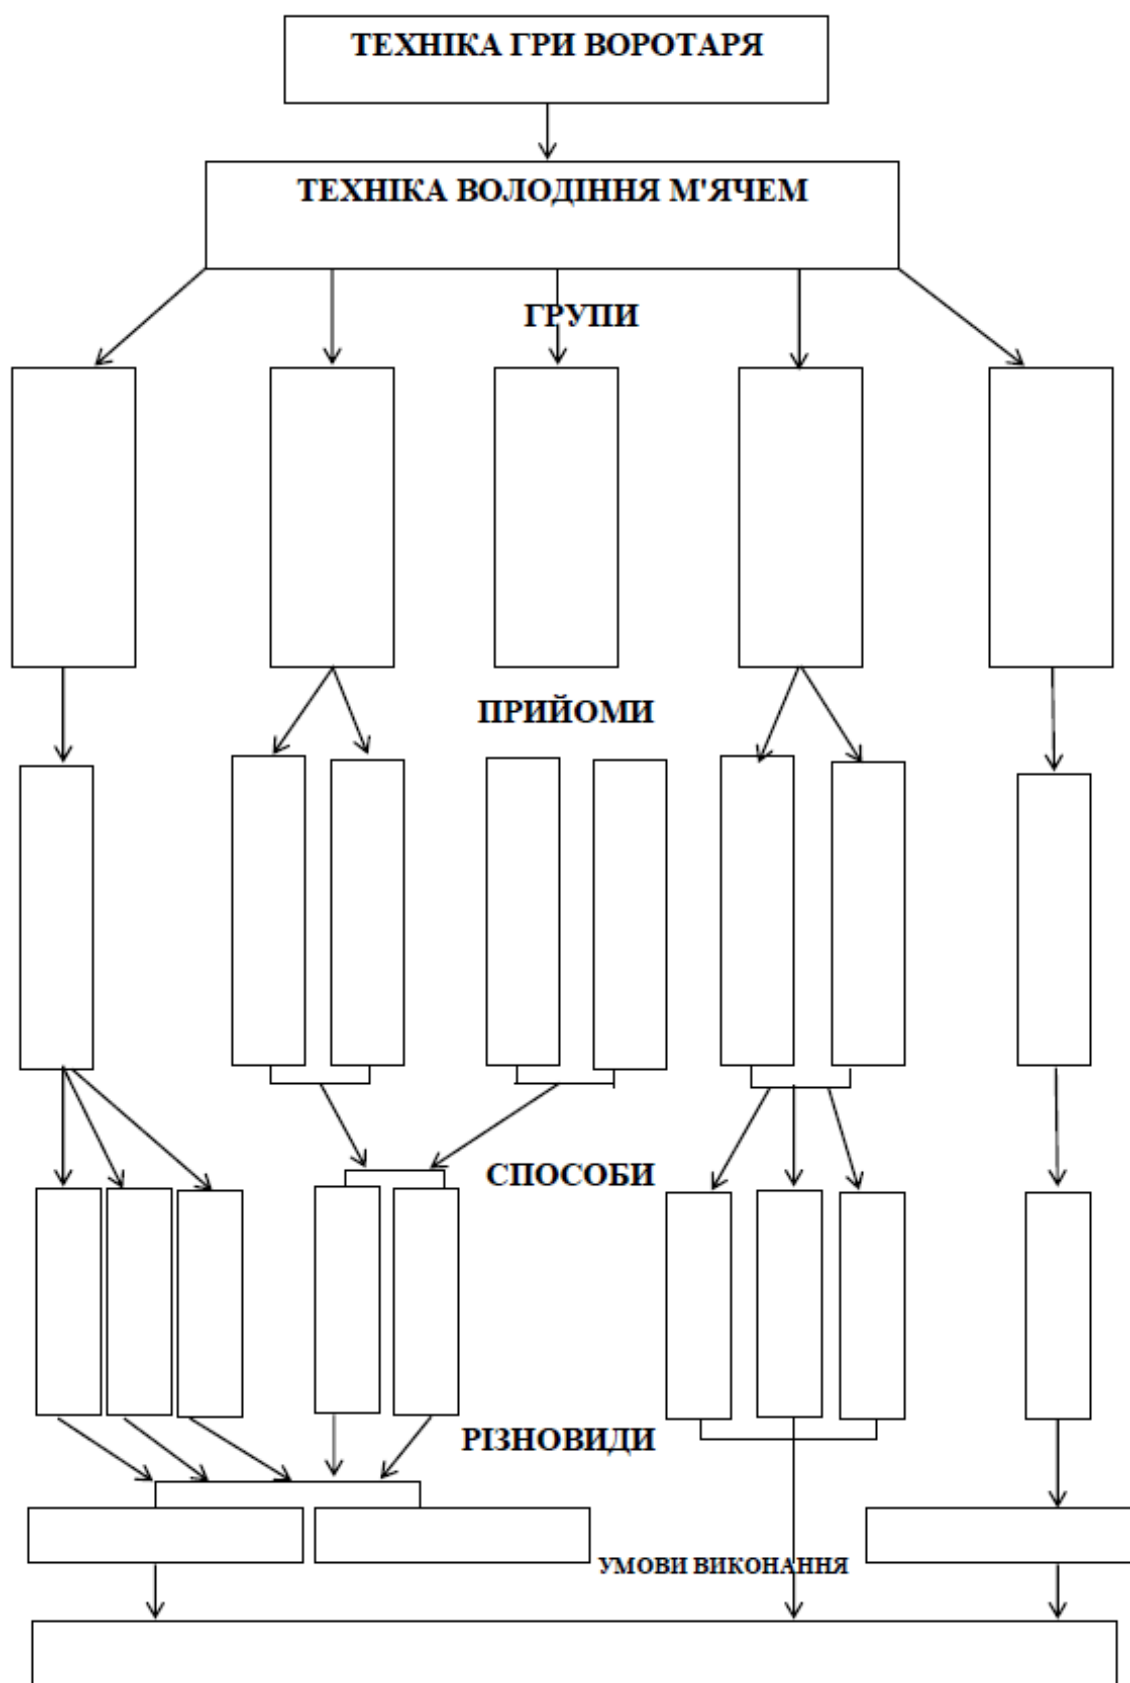 ТЕХНІКА ГРИ ВОРОТАРЯ
ТЕХНІКА ВОЛОДІННЯ М'ЯЧЕМ
ГРУПИ
ПРИЙОМИ
СПОСОБИ
РІЗНОВИДИ
УМОВИ ВИКОНАННЯ